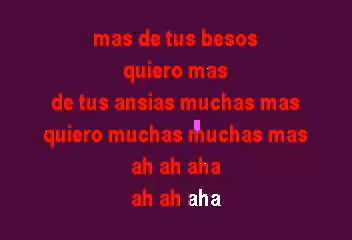 mas de tus besos
quiero mas
de tus ansias muchas mas
quiero muchas muchas mas
ah ah aha
ah ah aha